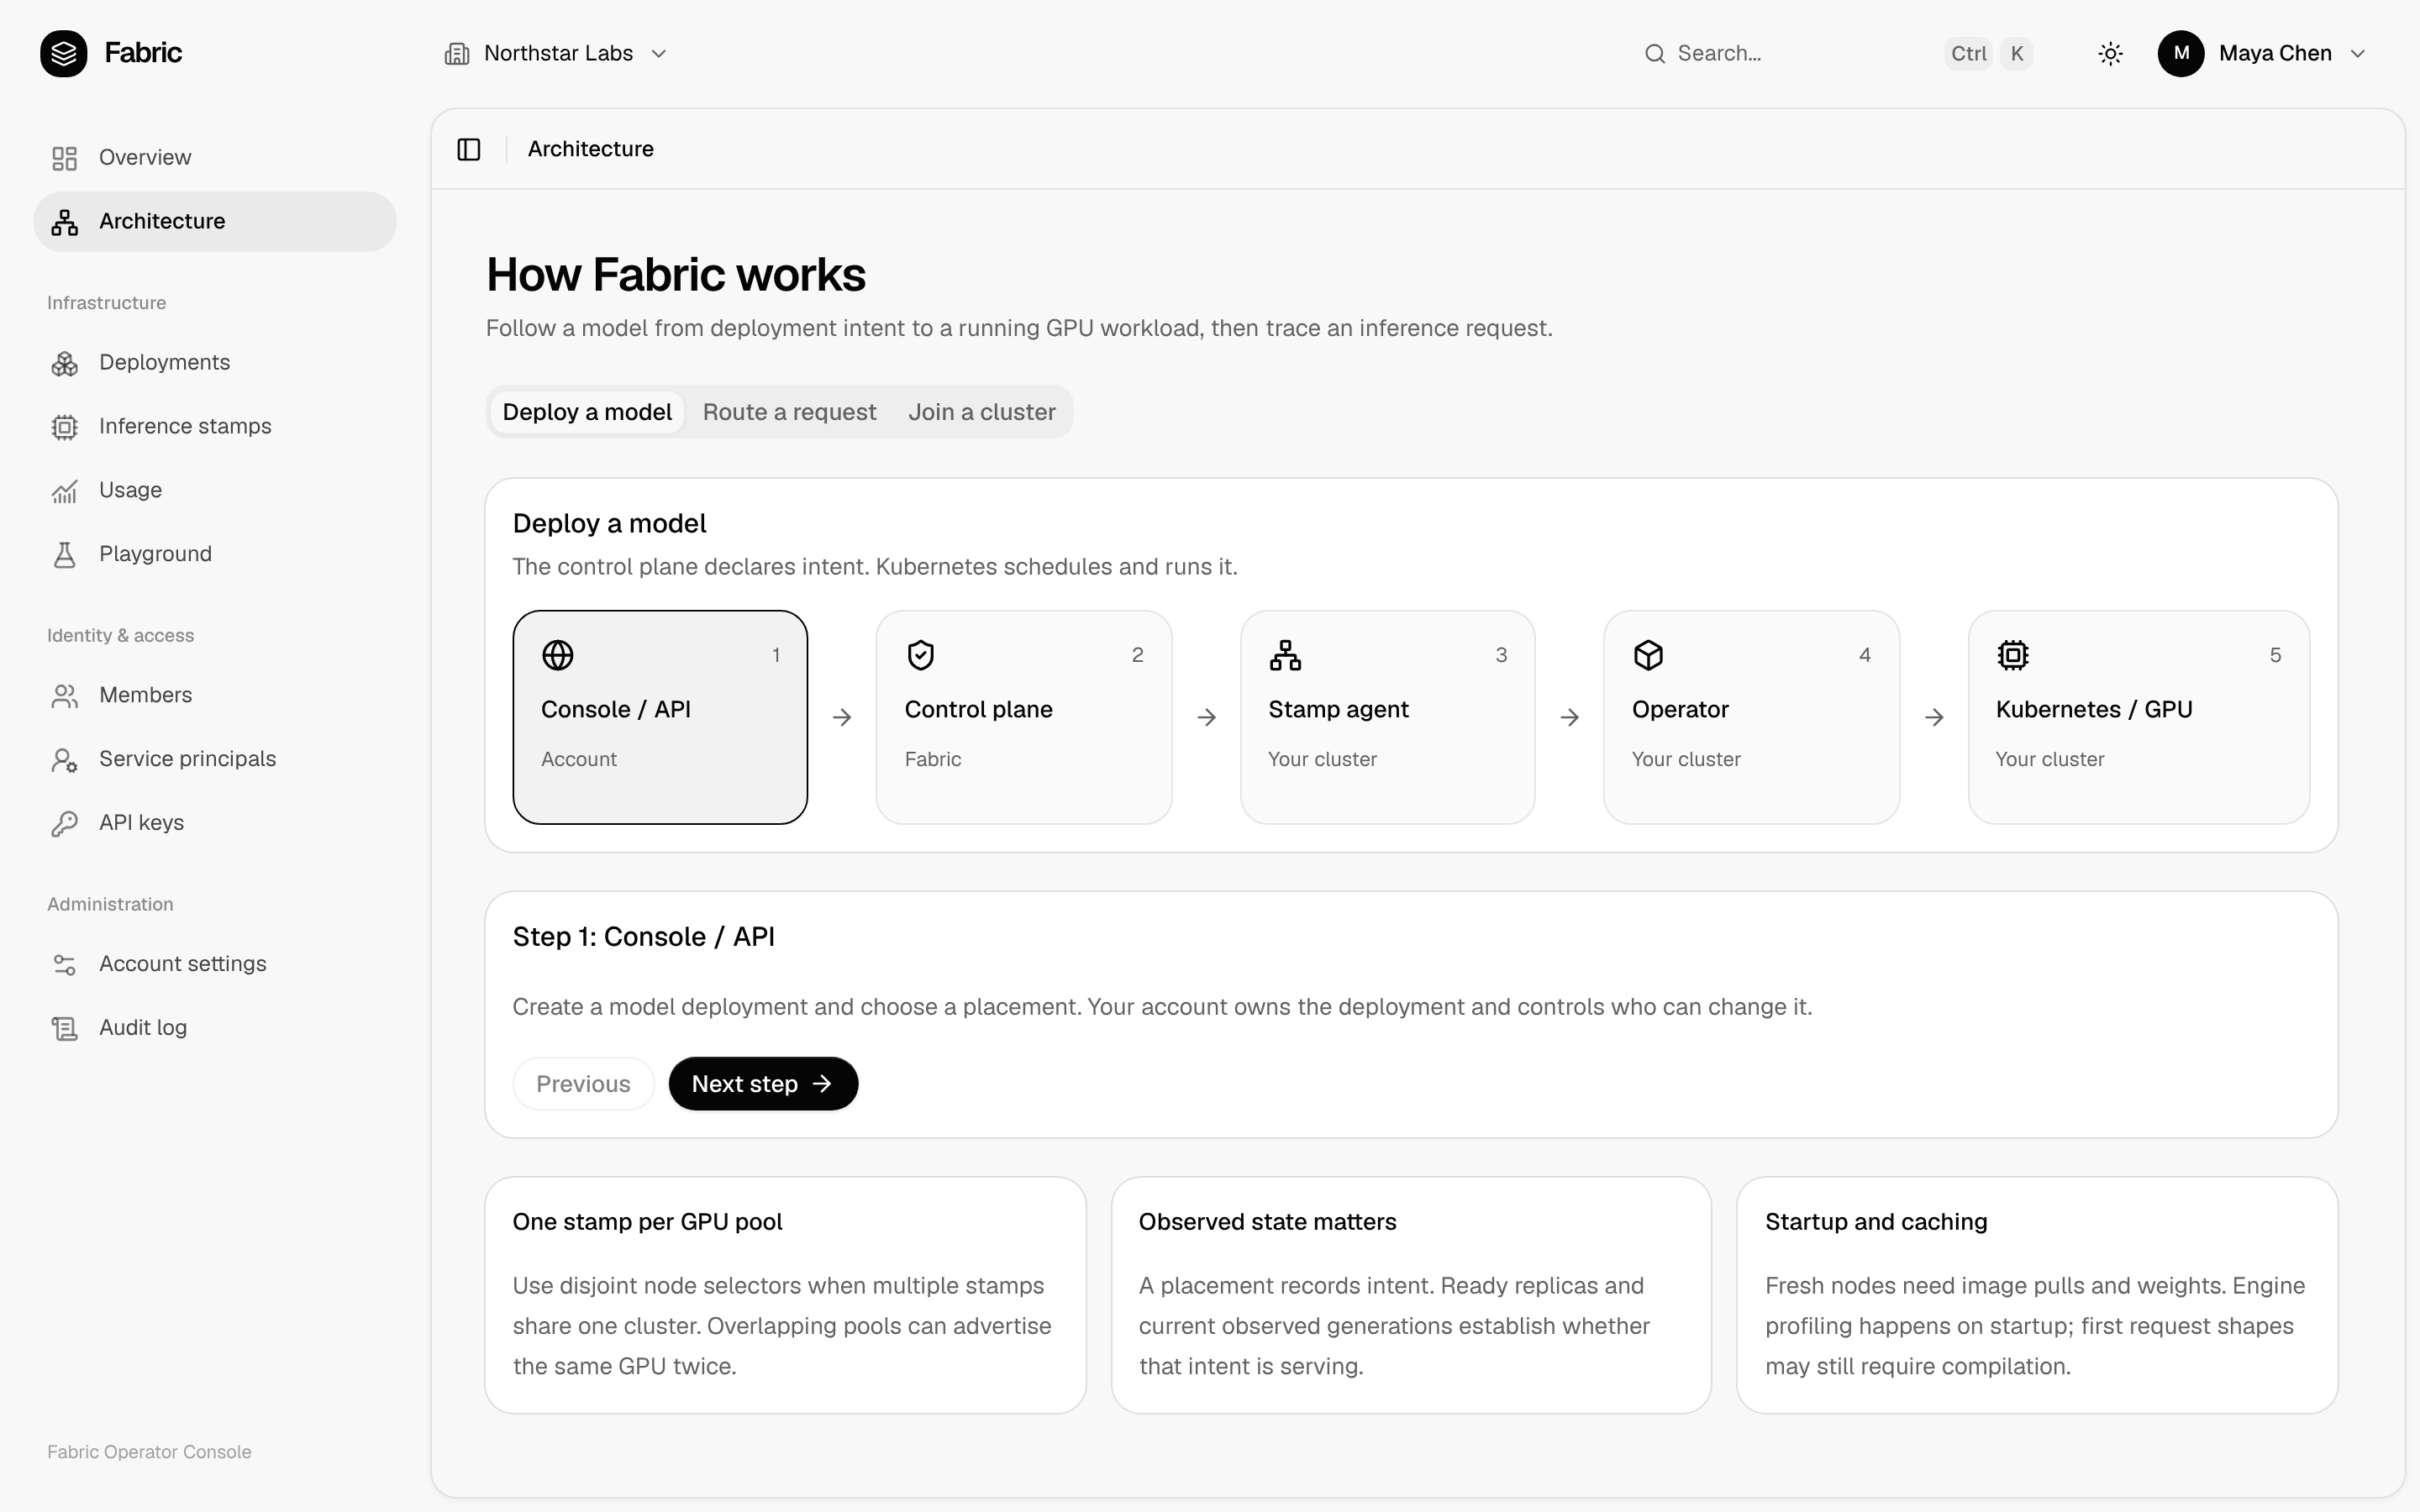 Fabric
Northstar Labs
Search...
Ctrl K
M
Maya Chen
Overview
Architecture
Infrastructure
Deployments
Inference stamps
Usage
Playground
Identity & access
Members
Service principals
API keys
Administration
Account settings
Audit log
Fabric Operator Console
Architecture
How Fabric works
Follow a model from deployment intent to a running GPU workload, then trace an inference request.
Deploy a model
Route a request
Join a cluster
Deploy a model
The control plane declares intent. Kubernetes schedules and runs it.
1
Console / API
Account
2
Control plane
Fabric
3
Stamp agent
Your cluster
4
Operator
Your cluster
5
Kubernetes / GPU
Your cluster
Step 1: Console / API
Create a model deployment and choose a placement. Your account owns the deployment and controls who can change it.
Previous
Next step
One stamp per GPU pool
Use disjoint node selectors when multiple stamps
share one cluster. Overlapping pools can advertise
the same GPU twice.
Observed state matters
A placement records intent. Ready replicas and
current observed generations establish whether
that intent is serving.
Startup and caching
Fresh nodes need image pulls and weights. Engine
profiling happens on startup; first request shapes
may still require compilation.